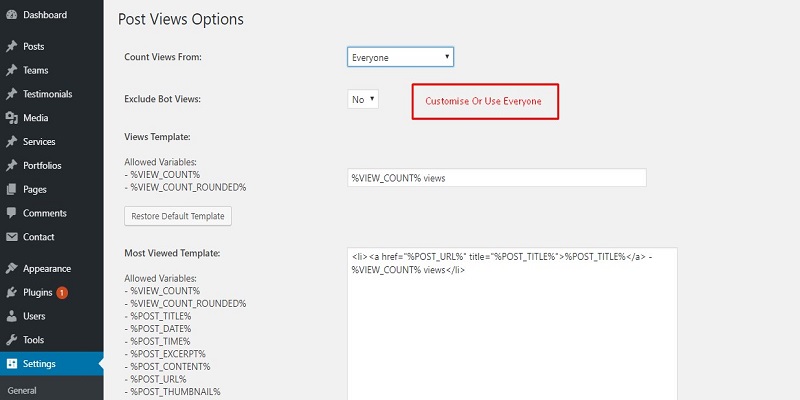 Dashboard
Posts
Teams
Testimonials
Media
Services
Portfolios
Pages
Comments
Contact
Appearance
Plugins 1
Users
Tools
Settings
General
Post Views Options
Count Views From:
Everyone
Exclude Bot Views:
No
Customise Or Use Everyone
Views Template:
Allowed Variables:
- %VIEW_COUNT%
- %VIEW_COUNT_ROUNDED%
%VIEW_COUNT% views
Restore Default Template
Most Viewed Template:
Allowed Variables:
- %VIEW_COUNT%
- %VIEW_COUNT_ROUNDED%
- %POST_TITLE%
- %POST_DATE%
- %POST_TIME%
- %POST_EXCERPT%
- %POST_CONTENT%
- %POST_URL%
- %POST_THUMBNAIL%
<li><a href="%POST_URL%" title="%POST_TITLE%">%POST_TITLE%</a> -
%VIEW_COUNT% views</li>